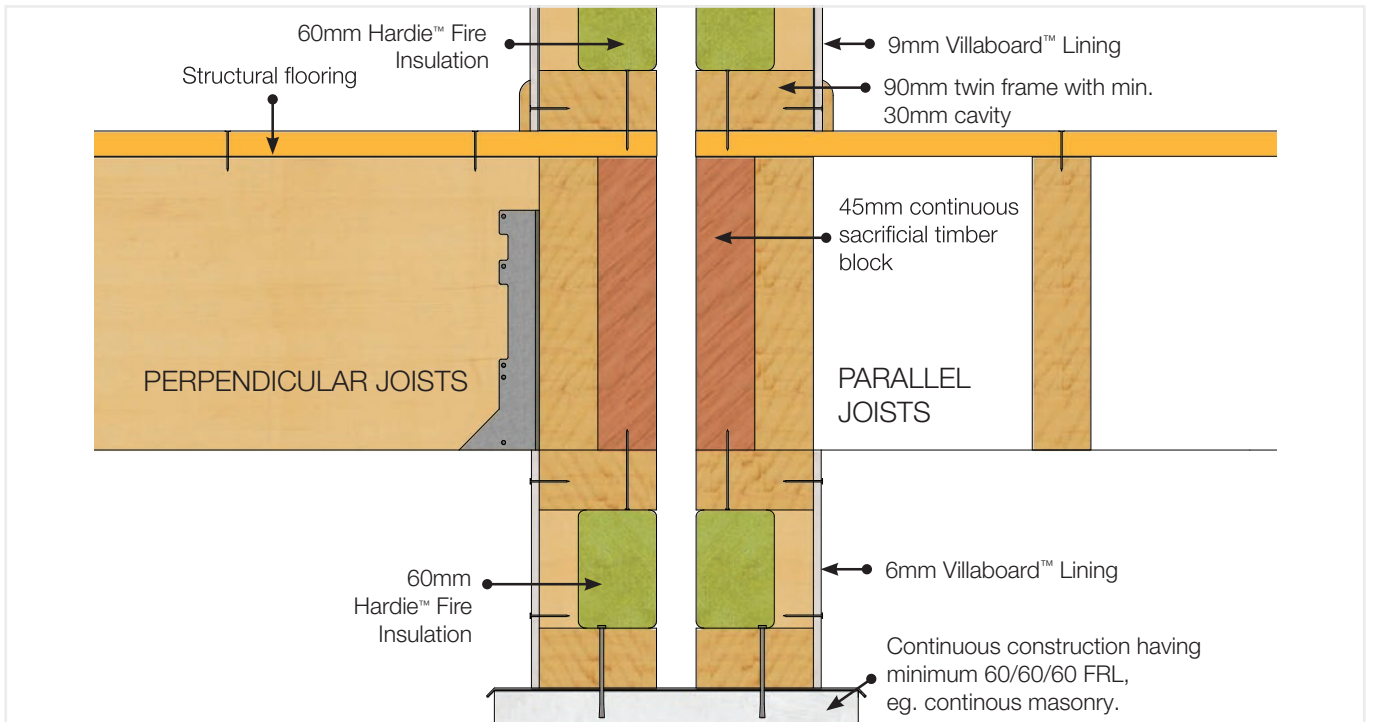 60mm Hardie™ Fire
Insulation
Structural flooring
9mm Villaboard™ Lining
90mm twin frame with min.
30mm cavity
45mm continuous
sacrificial timber
block
PERPENDICULAR JOISTS
PARALLEL
JOISTS
60mm
Hardie™ Fire
Insulation
6mm Villaboard™ Lining
Continuous construction having
minimum 60/60/60 FRL,
eg. continous masonry.